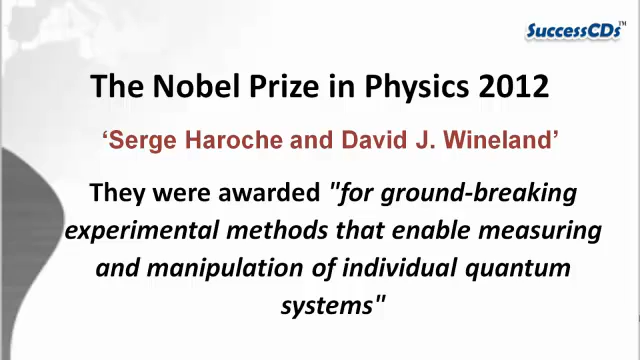 SuccessCDs™
The Nobel Prize in Physics 2012
‘Serge Haroche and David J. Wineland’
They were awarded "for ground-breaking
experimental methods that enable measuring
and manipulation of individual quantum
systems"